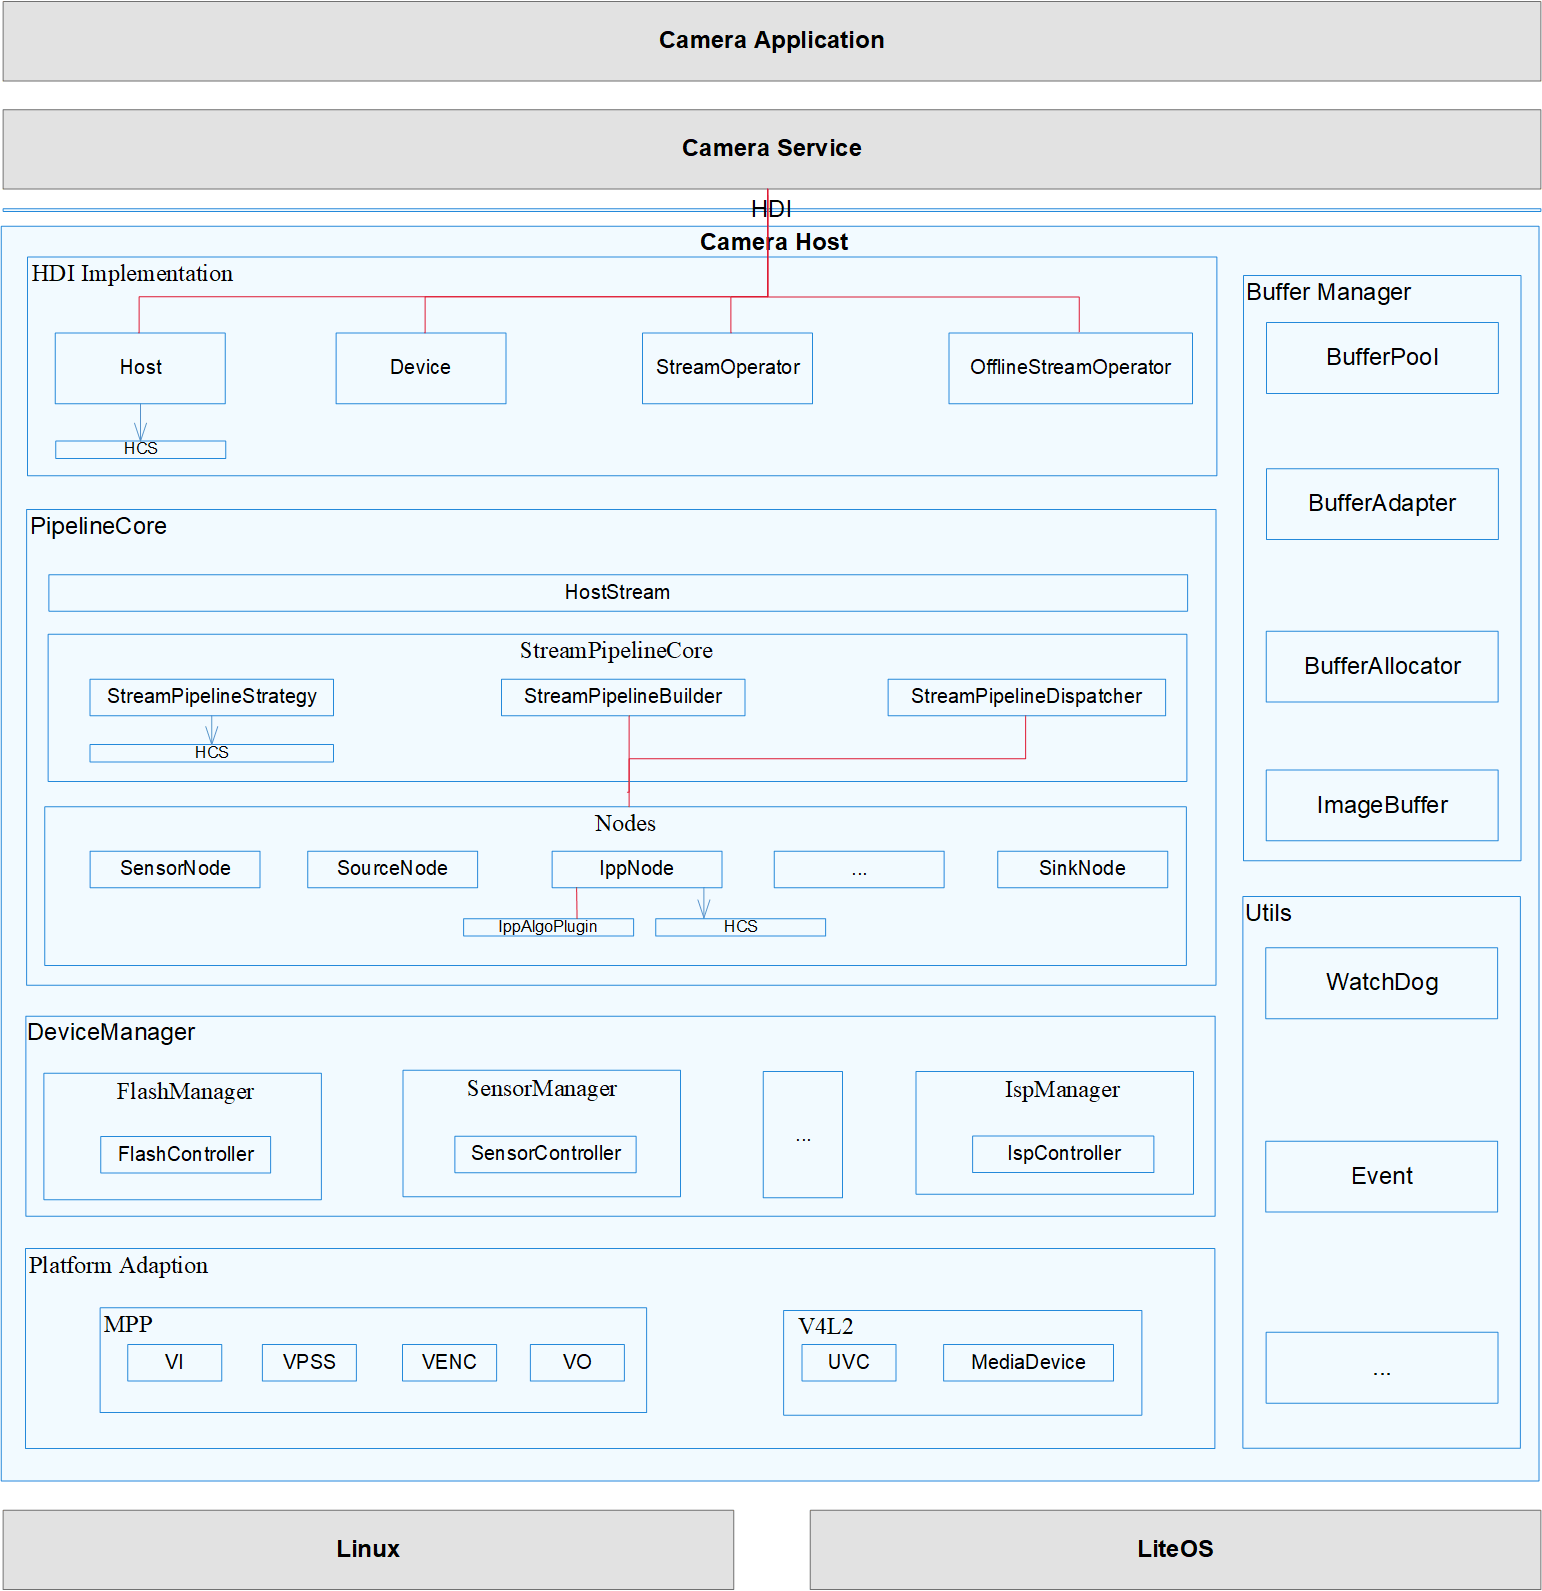 Camera Application
Camera Service
HDI
Camera Host
HDI Implementation
Host
Device
StreamOperator
OfflineStreamOperator
HCS
PipelineCore
HostStream
StreamPipelineCore
StreamPipelineStrategy
StreamPipelineBuilder
StreamPipelineDispatcher
HCS
Nodes
SensorNode
SourceNode
IppNode
...
SinkNode
IppAlgoPlugin
HCS
DeviceManager
FlashManager
FlashController
SensorManager
SensorController
...
IspManager
IspController
Platform Adaption
MPP
VI
VPSS
VENC
VO
V4L2
UVC
MediaDevice
Buffer Manager
BufferPool
BufferAdapter
BufferAllocator
ImageBuffer
Utils
WatchDog
Event
...
Linux
LiteOS